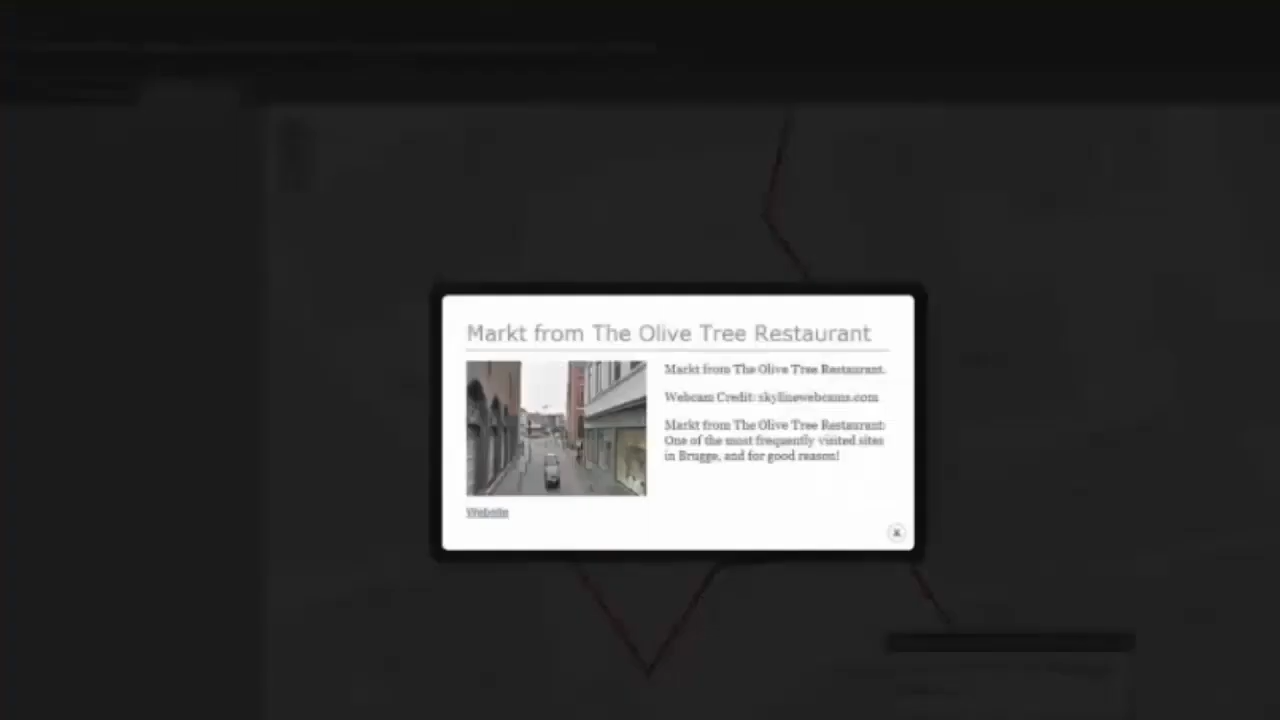 Markt from The Olive Tree Restaurant
Markt from The Olive Tree Restaurant.
Webcam Credit: skylinewebcams.com
Markt from The Olive Tree Restaurant:
One of the most frequently visited sites
in Brugge, and for good reason!
Website